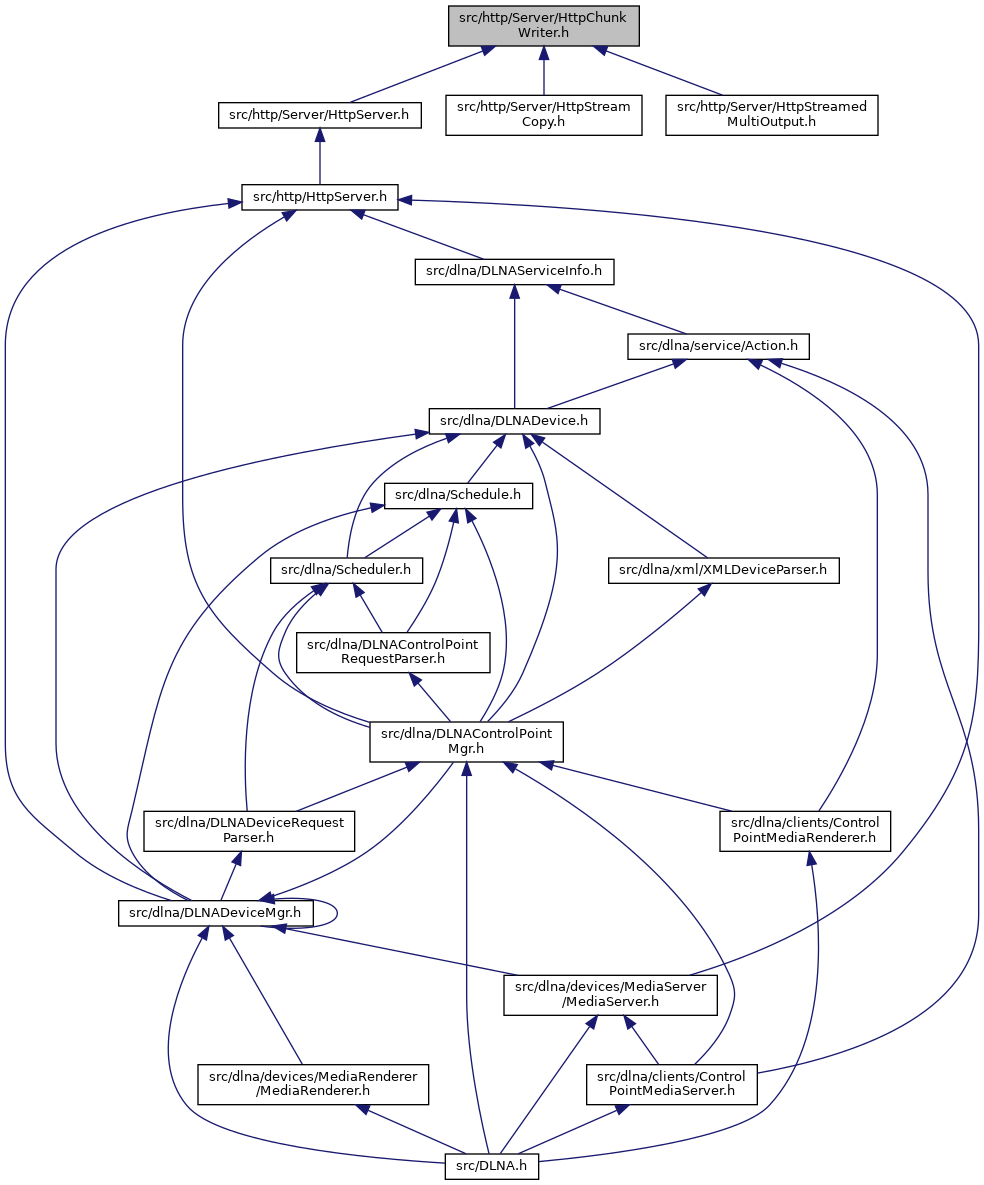 src/http/Server/HttpChunk
Writer.h
src/http/Server/HttpServer.h
src/http/Server/HttpStream
Copy.h
src/http/Server/HttpStreamed
MultiOutput.h
src/http/HttpServer.h
src/dlna/DLNAServiceInfo.h
src/dlna/service/Action.h
src/dlna/DLNADevice.h
src/dlna/Schedule.h
src/dlna/Scheduler.h
src/dlna/xml/XMLDeviceParser.h
src/dlna/DLNAControlPoint
RequestParser.h
src/dlna/DLNAControlPoint
Mgr.h
src/dlna/DLNADeviceRequest
Parser.h
src/dlna/clients/Control
PointMediaRenderer.h
src/dlna/DLNADeviceMgr.h
src/dlna/devices/MediaServer
/MediaServer.h
src/dlna/devices/MediaRenderer
/MediaRenderer.h
src/dlna/clients/Control
PointMediaServer.h
src/DLNA.h